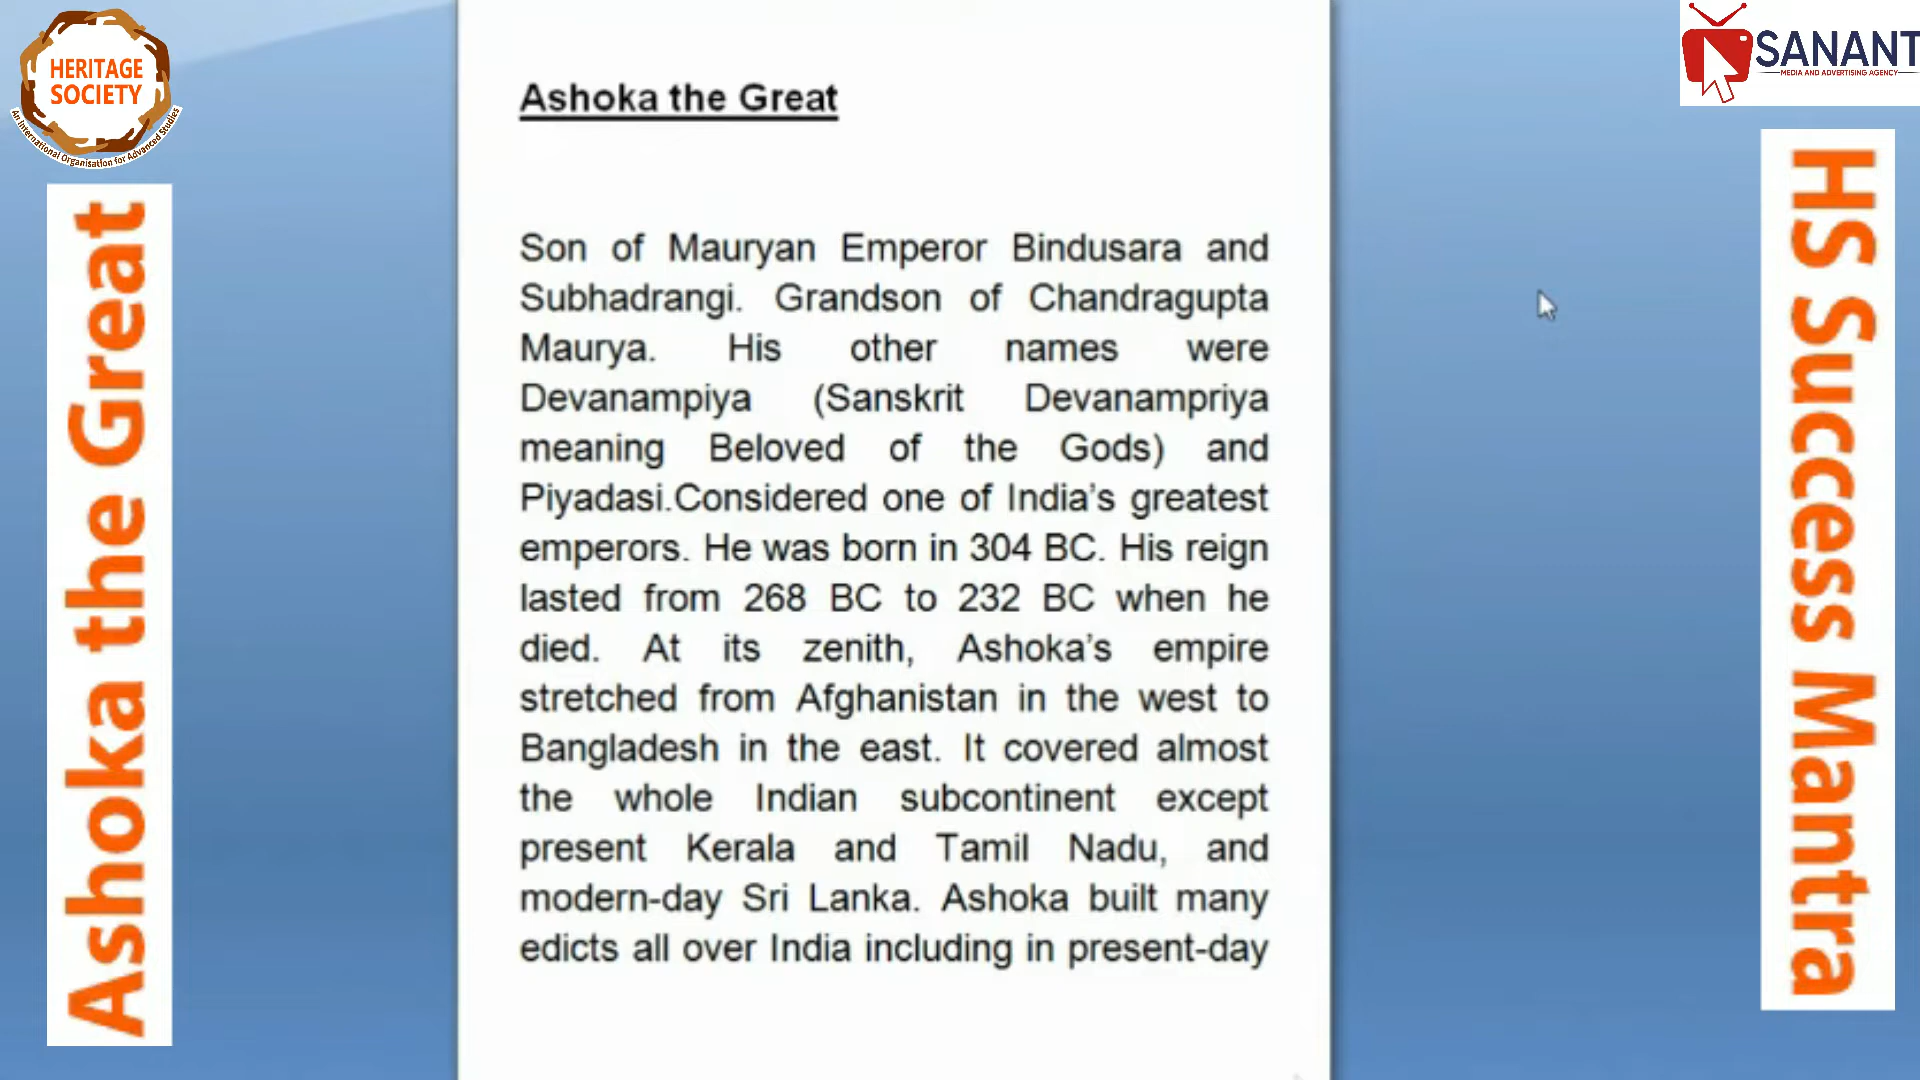 HERITAGE
SOCIETY
An International Organisation for Advanced Studies
SANANT
MEDIA AND ADVERTISING AGENCY
Ashoka the Great
HS Success Mantra
Ashoka the Great
Son of Mauryan Emperor Bindusara and
Subhadrangi. Grandson of Chandragupta
Maurya. His other names were
Devanampiya (Sanskrit Devanampriya
meaning Beloved of the Gods) and
Piyadasi.Considered one of India’s greatest
emperors. He was born in 304 BC. His reign
lasted from 268 BC to 232 BC when he
died. At its zenith, Ashoka’s empire
stretched from Afghanistan in the west to
Bangladesh in the east. It covered almost
the whole Indian subcontinent except
present Kerala and Tamil Nadu, and
modern-day Sri Lanka. Ashoka built many
edicts all over India including in present-day